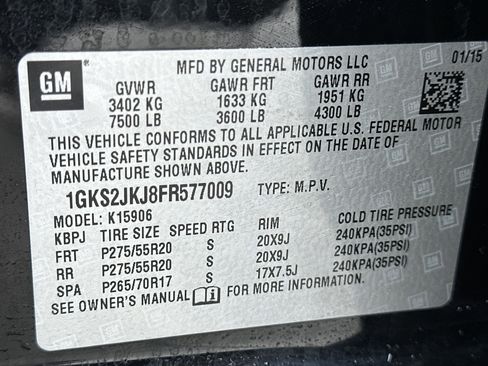 GM
MFD BY GENERAL MOTORS LLC 01/15
GVWR GAWR FRT GAWR RR
3402 KG 1633 KG 1951 KG
7500 LB 3600 LB 4300 LB
THIS VEHICLE CONFORMS TO ALL APPLICABLE U.S. FEDERAL MOTOR
VEHICLE SAFETY STANDARDS IN EFFECT ON THE DATE OF
MANUFACTURE SHOWN ABOVE.
1GKS2JKJ8FR577009 TYPE: M.P.V.
MODEL: K15906
KBPJ TIRE SIZE SPEED RTG RIM COLD TIRE PRESSURE
FRT P275/55R20 S 20X9J 240KPA(35PSI)
RR P275/55R20 S 20X9J 240KPA(35PSI)
SPA P265/70R17 S 17X7.5J 240KPA(35PSI)
SEE OWNER'S MANUAL FOR MORE INFORMATION.